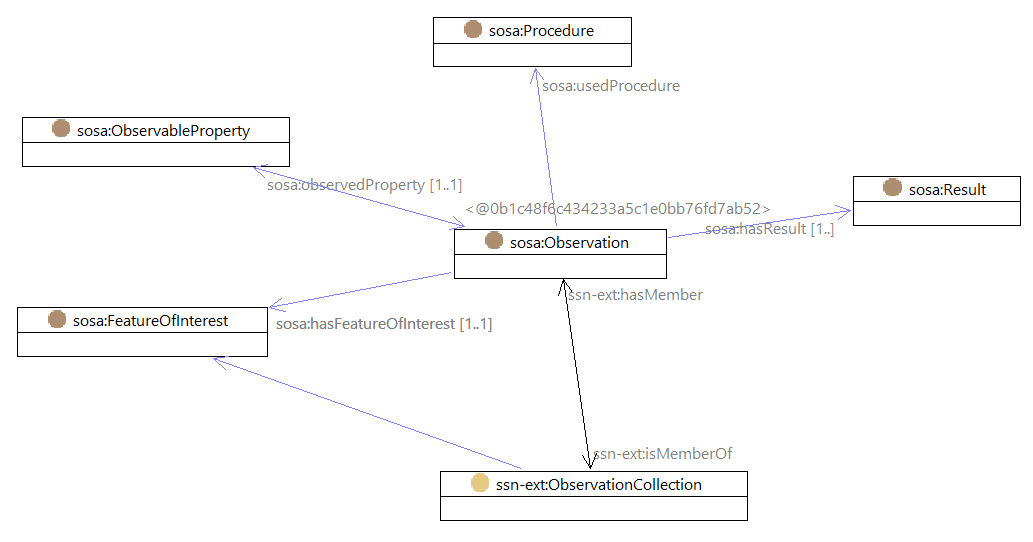 sosa:Procedure
sosa:usedProcedure
sosa:ObservableProperty
sosa:observedProperty [1..1]
<@0b1c48f6c434233a5c1e0bb76fd7ab52>
sosa:Result
sosa:hasResult [1..]
sosa:Observation
ssn-ext:hasMember
sosa:FeatureOfInterest
sosa:hasFeatureOfInterest [1..1]
ssn-ext:isMemberOf
ssn-ext:ObservationCollection